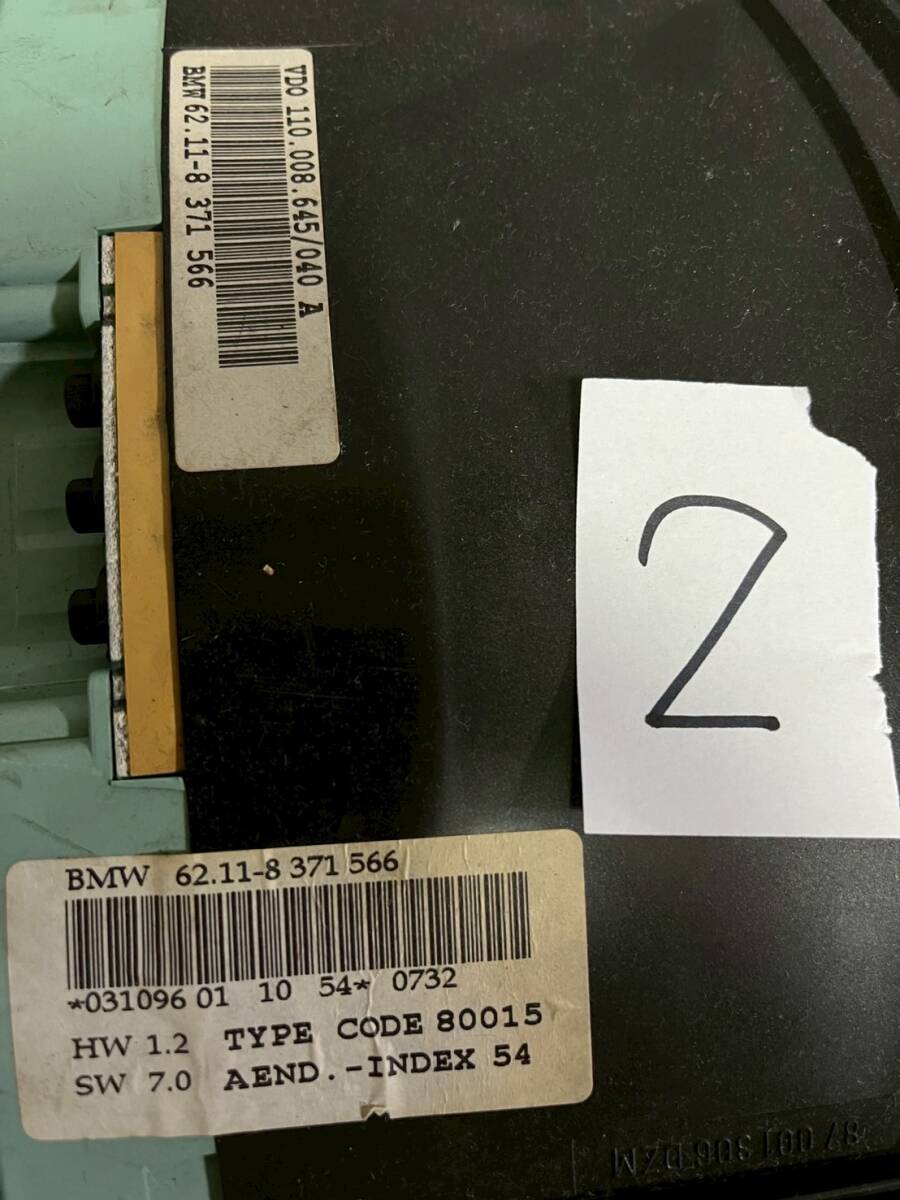 VDO 110.008.645/040 A
BMW 62.11-8 371 566
2
BMW 62.11-8 371 566
*031096 01 10 54* 0732
HW 1.2 TYPE CODE 80015
SW 7.0 AEND.-INDEX 54